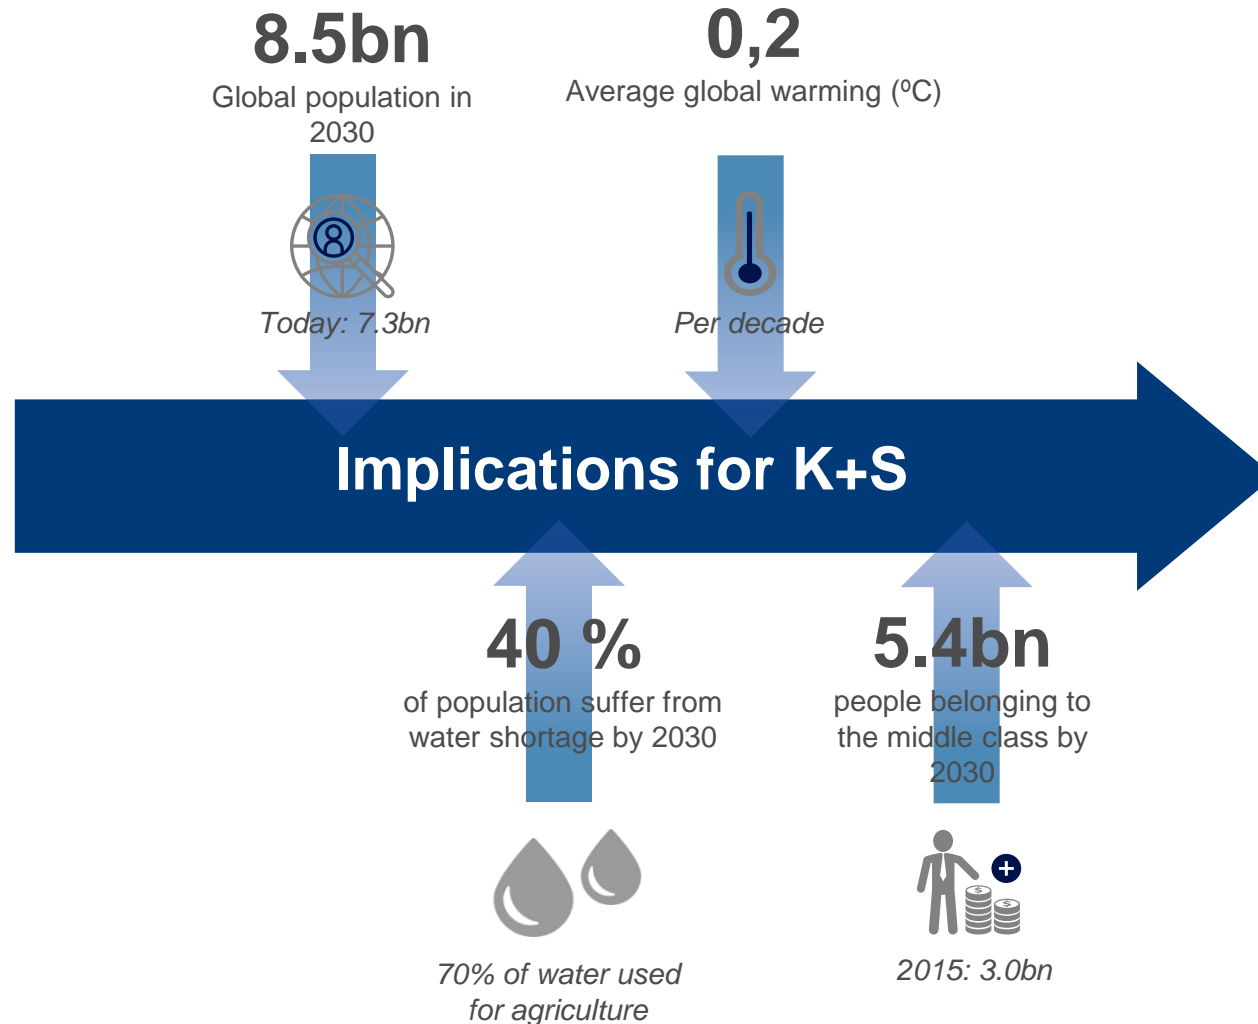 8.5bn
Global population in
2030
Today: 7.3bn
0,2
Average global warming (ºC)
Per decade
Implications for K+S
40 %
of population suffer from
water shortage by 2030
70% of water used
for agriculture
5.4bn
people belonging to
the middle class by
2030
2015: 3.0bn